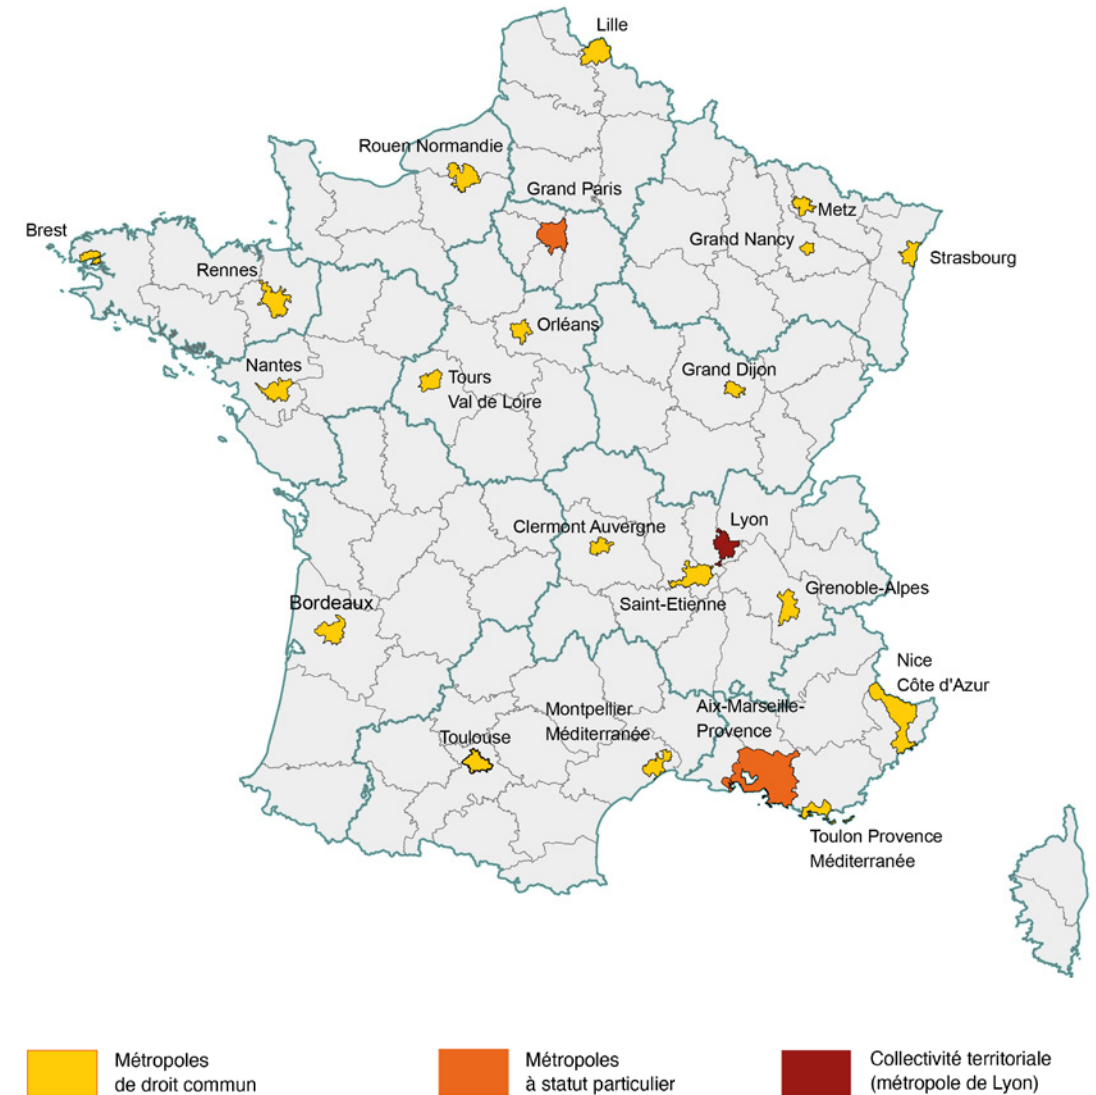 Lille
Rouen Normandie
Grand Paris
Metz
Brest
Grand Nancy
Strasbourg
Rennes
Orléans
Nantes
Grand Dijon
Tours
Val de Loire
Lyon
Clermont Auvergne
Grenoble-Alpes
Saint-Etienne
Bordeaux
Nice
Côte d'Azur
Montpellier
Méditerranée
Aix-Marseille-
Provence
Toulouse
Toulon Provence
Méditerranée
Métropoles
de droit commun
Métropoles
à statut particulier
Collectivité territoriale
(métropole de Lyon)